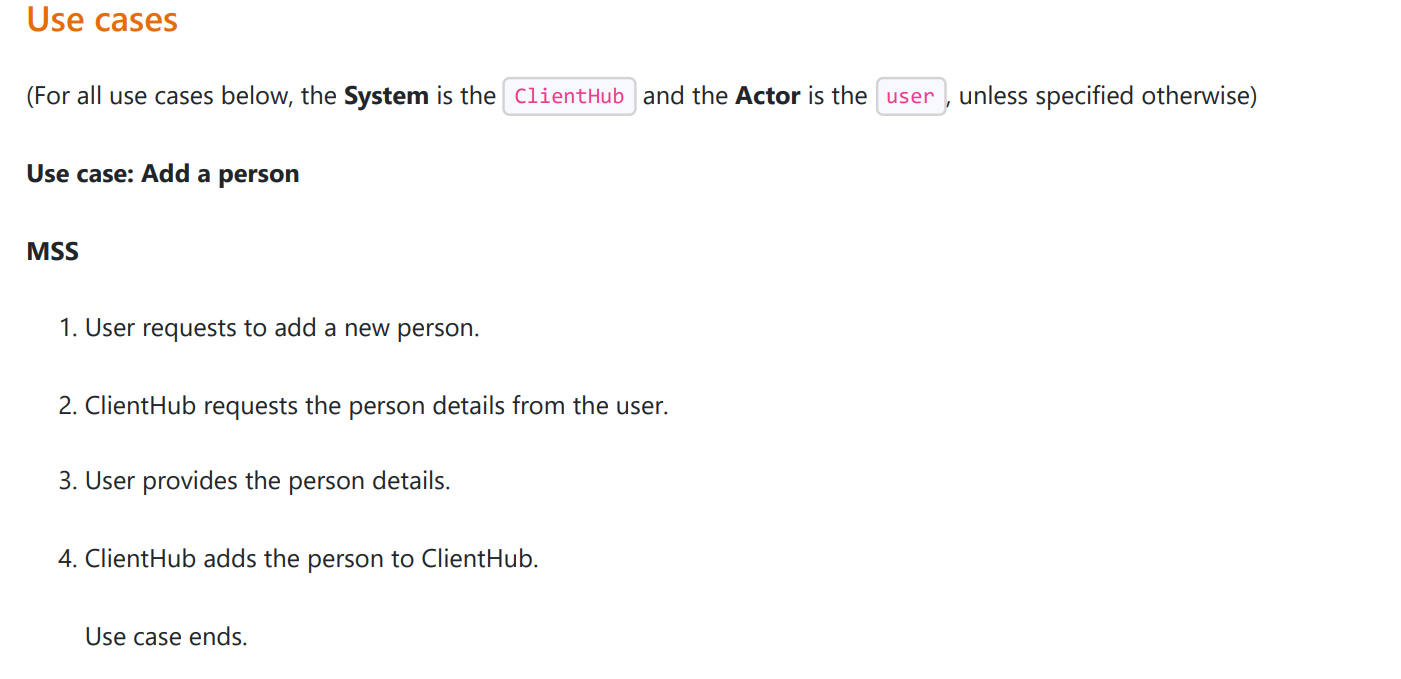 Use cases
(For all use cases below, the System is the ClientHub and the Actor is the user, unless specified otherwise)
Use case: Add a person
MSS
1. User requests to add a new person.
2. ClientHub requests the person details from the user.
3. User provides the person details.
4. ClientHub adds the person to ClientHub.
Use case ends.